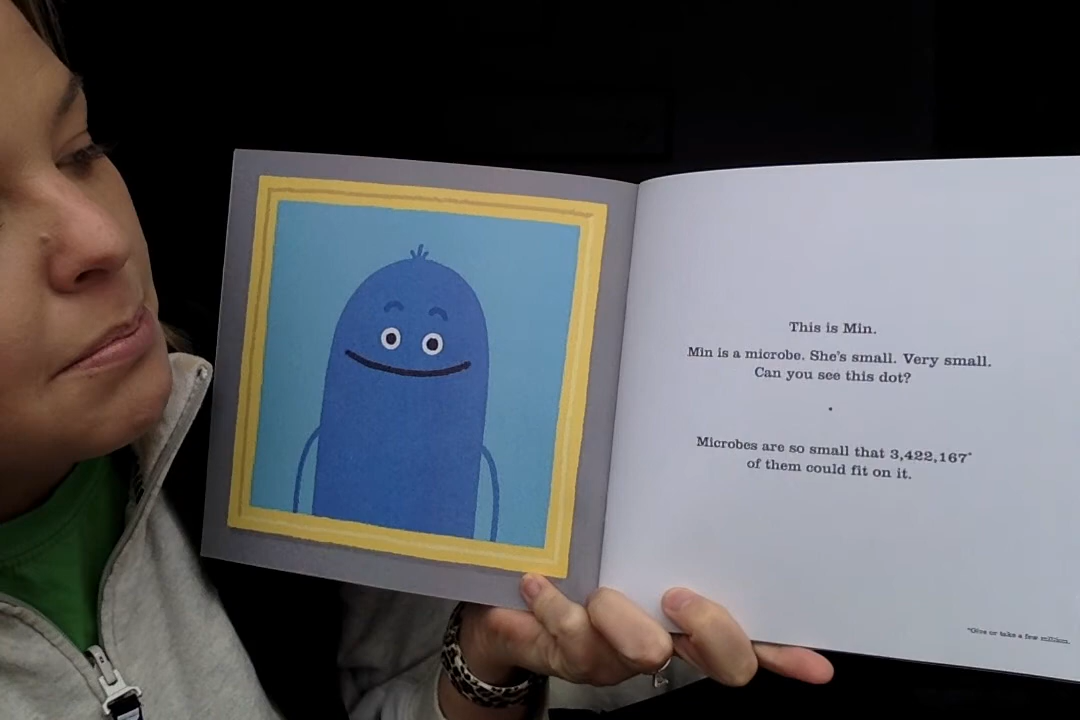 This is Min.
Min is a microbe. She's small. Very small.
Can you see this dot?
Microbes are so small that 3,422,167*
of them could fit on it.
*Give or take a few million.